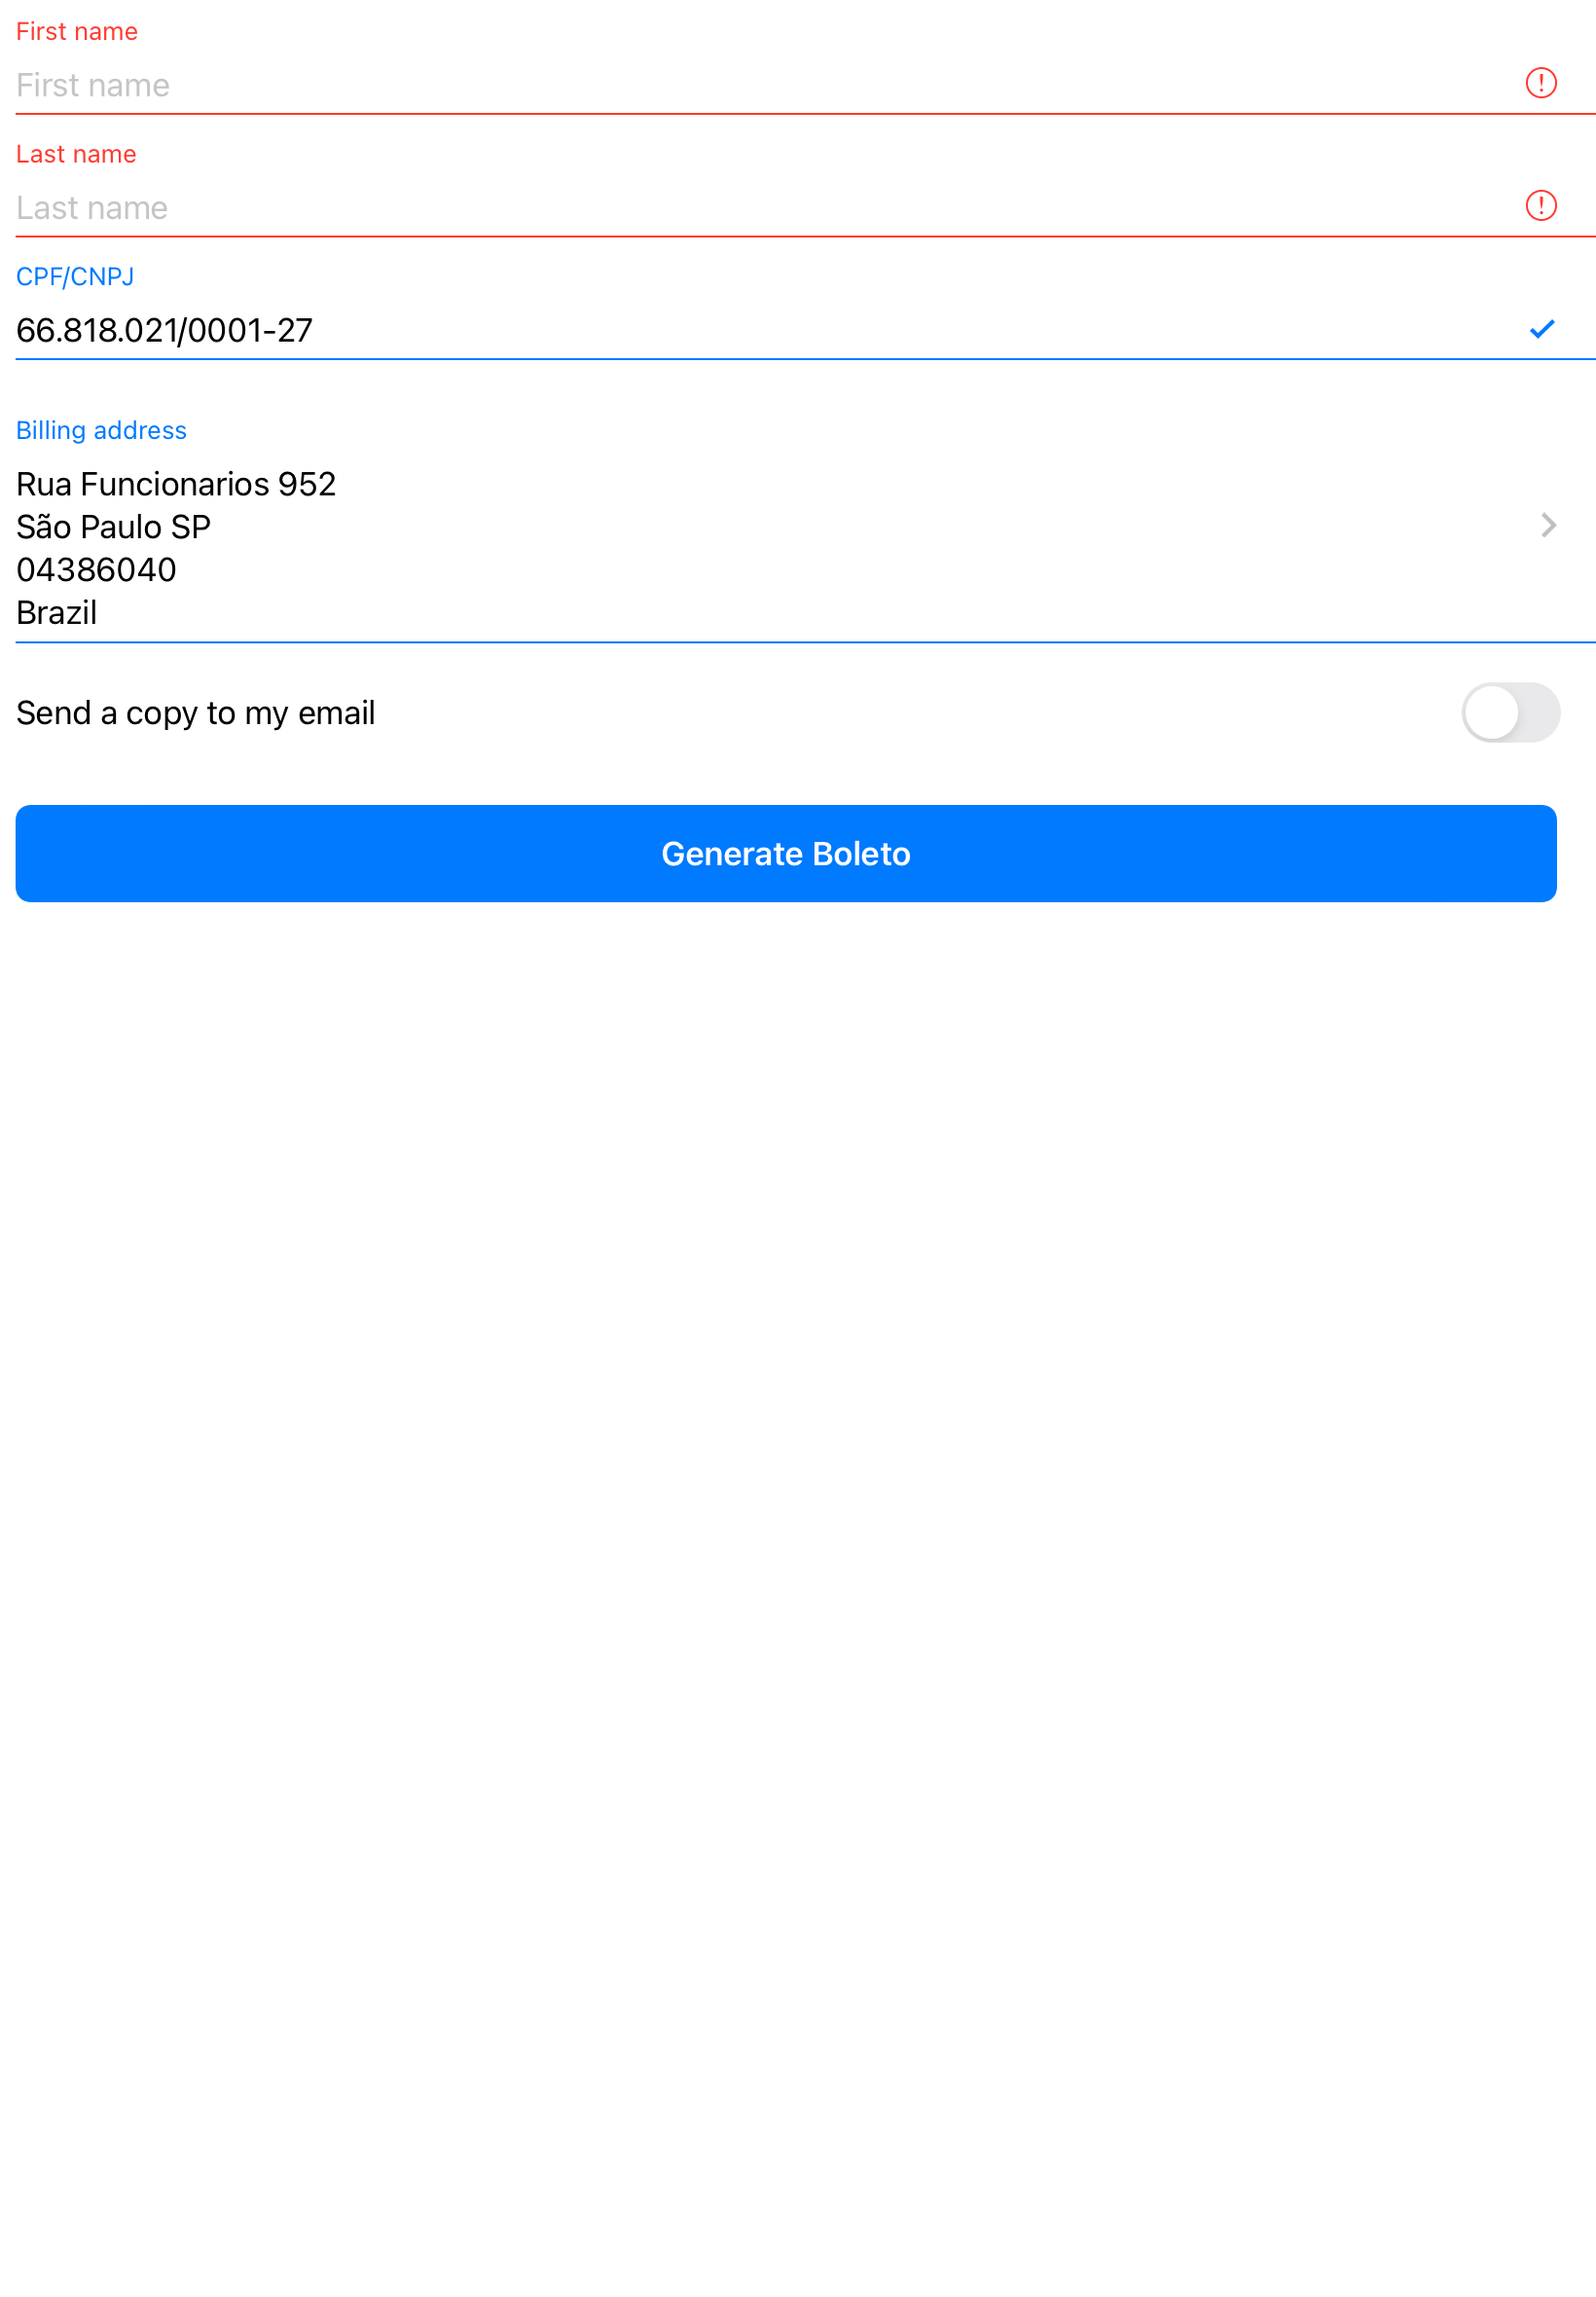 First name
First name
Last name
Last name
CPF/CNPJ
66.818.021/0001-27
Billing address
Rua Funcionarios 952
São Paulo SP
04386040
Brazil
Send a copy to my email
Generate Boleto